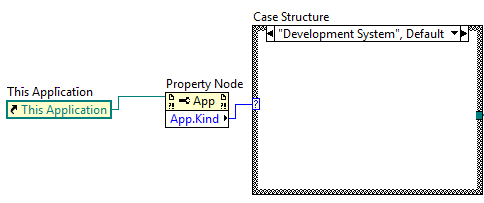 Case Structure
"Development System", Default
This Application
This Application
Property Node
App
?!
?!
App.Kind
?